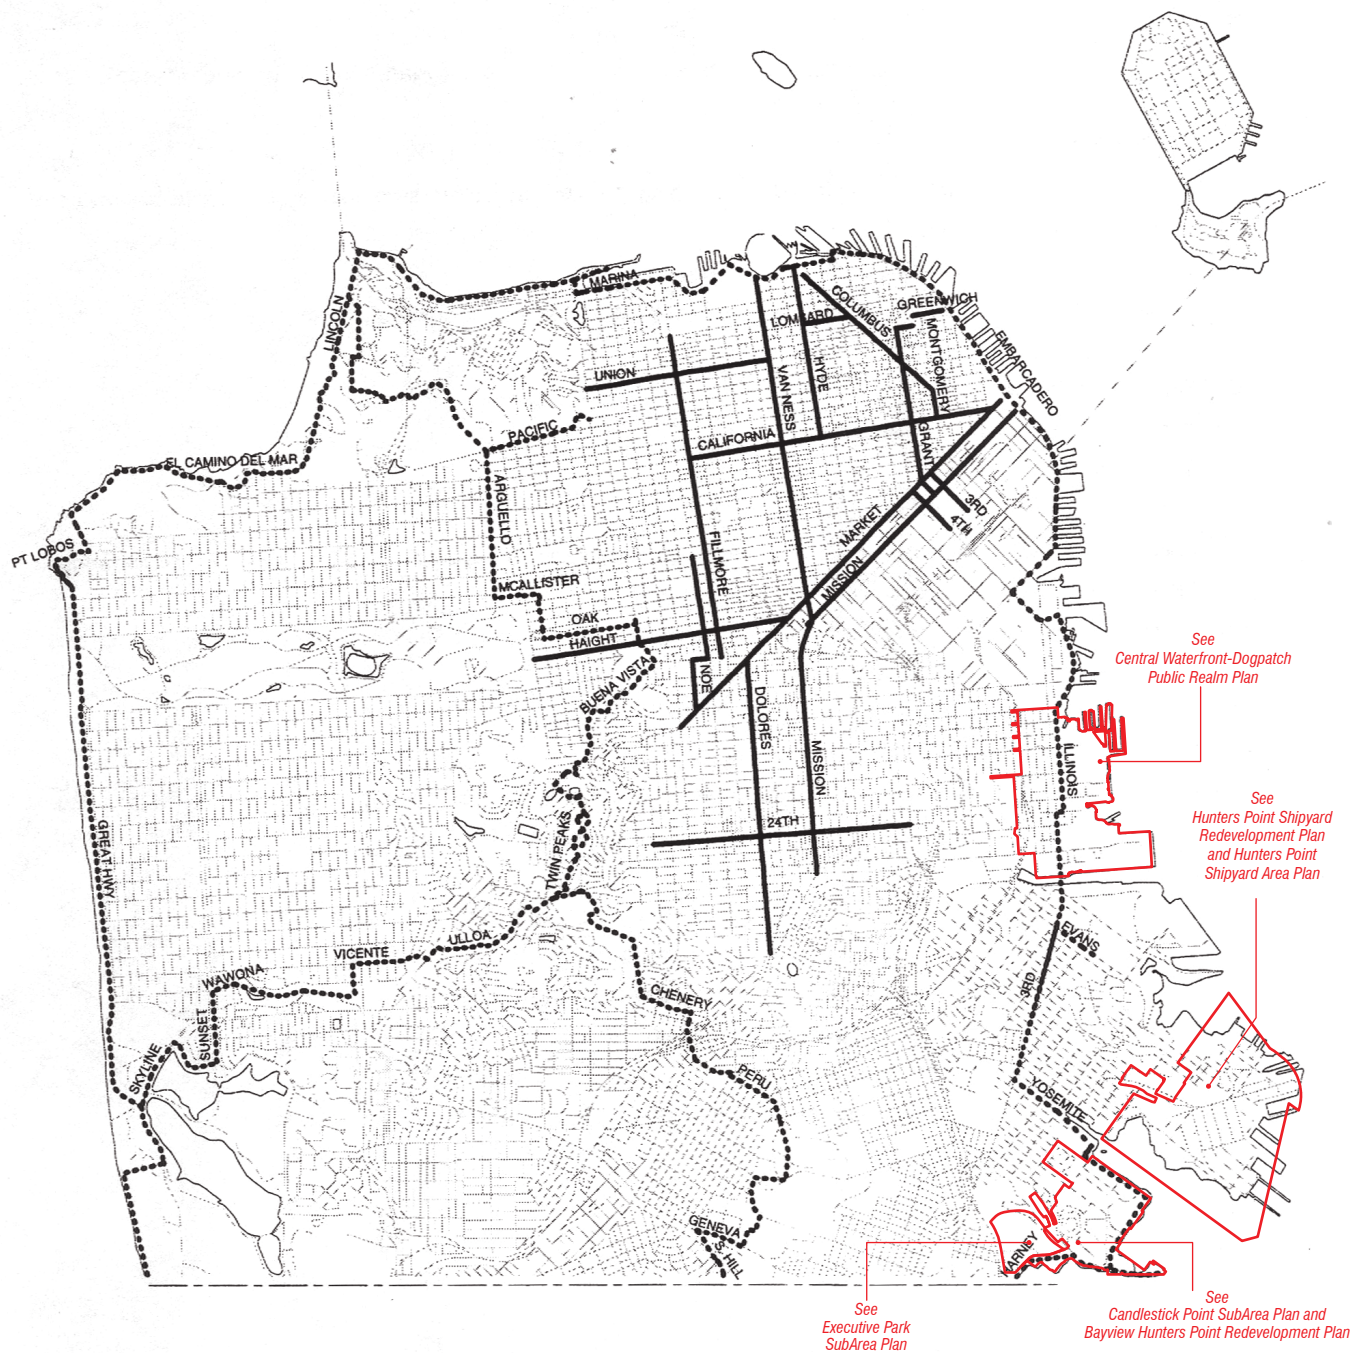 MARINA
LINCOLN
COLUMBUS
GREENWICH
LOMBARD
MONTGOMERY
EMBARCADERO
HYDE
VAN NESS
UNION
PACIFIC
CALIFORNIA
GRANT
EL CAMINO DEL MAR
ARGUELLO
3RD
4TH
MARKET
MISSION
PT LOBOS
FILLMORE
MCALLISTER
OAK
HAIGHT
NOE
BUENA VISTA
DOLORES
MISSION
See
Central Waterfront-Dogpatch
Public Realm Plan
ILLINOIS
See
Hunters Point Shipyard
Redevelopment Plan
and Hunters Point
Shipyard Area Plan
24TH
TWIN PEAKS
GREAT HWY
ULLOA
VICENTE
WAWONA
EVANS
3RD
CHENERY
SUNSET
SKYLINE
PERU
YOSEMITE
GENEVA
S. HILL
HARNEY
See
Executive Park
SubArea Plan
See
Candlestick Point SubArea Plan and
Bayview Hunters Point Redevelopment Plan